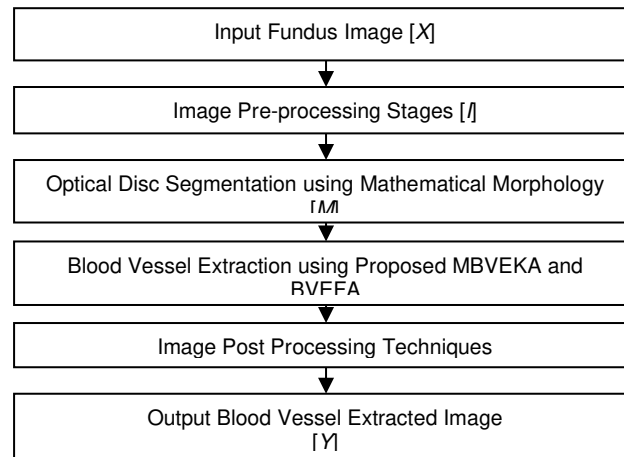 Input Fundus Image [X]
Image Pre-processing Stages [I]
Optical Disc Segmentation using Mathematical Morphology
[M]
Blood Vessel Extraction using Proposed MBVEKA and
BVEFA
Image Post Processing Techniques
Output Blood Vessel Extracted Image
[Y]